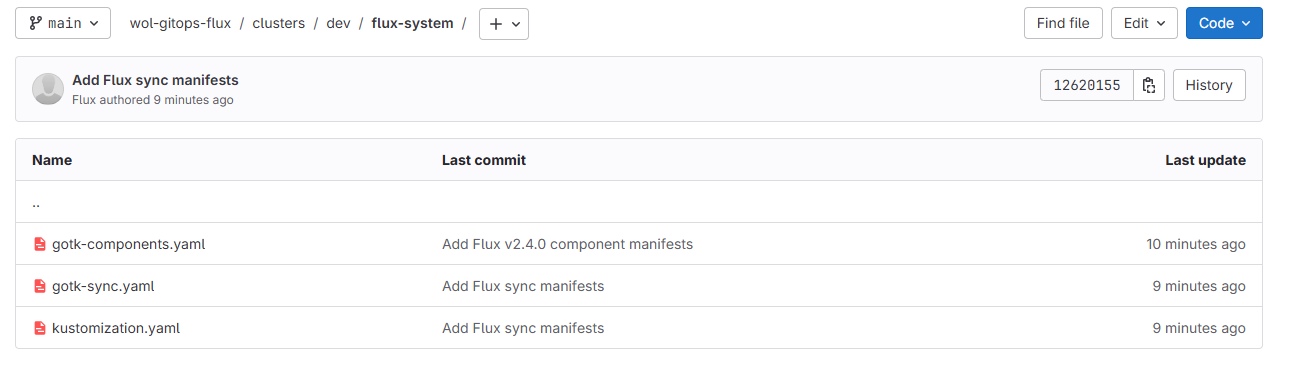 main wol-gitops-flux / clusters / dev / flux-system / + Find file Edit Code
Add Flux sync manifests
Flux authored 9 minutes ago
12620155 History
Name Last commit Last update
..
gotk-components.yaml Add Flux v2.4.0 component manifests 10 minutes ago
gotk-sync.yaml Add Flux sync manifests 9 minutes ago
kustomization.yaml Add Flux sync manifests 9 minutes ago